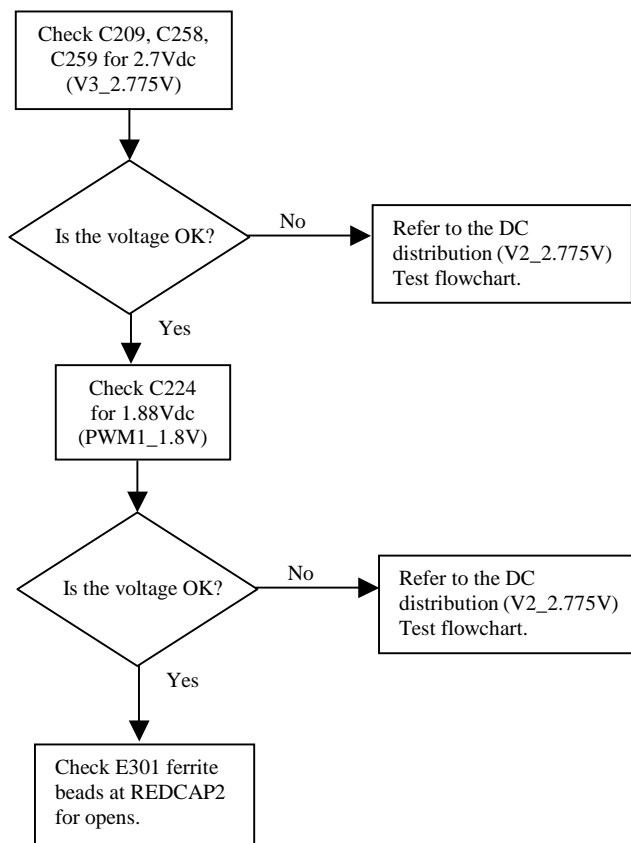 Check C209, C258,
C259 for 2.7Vdc
(V3_2.775V)
Is the voltage OK?
No
Refer to the DC
distribution (V2_2.775V)
Test flowchart.
Yes
Check C224
for 1.88Vdc
(PWM1_1.8V)
Is the voltage OK?
No
Refer to the DC
distribution (V2_2.775V)
Test flowchart.
Yes
Check E301 ferrite
beads at REDCAP2
for opens.